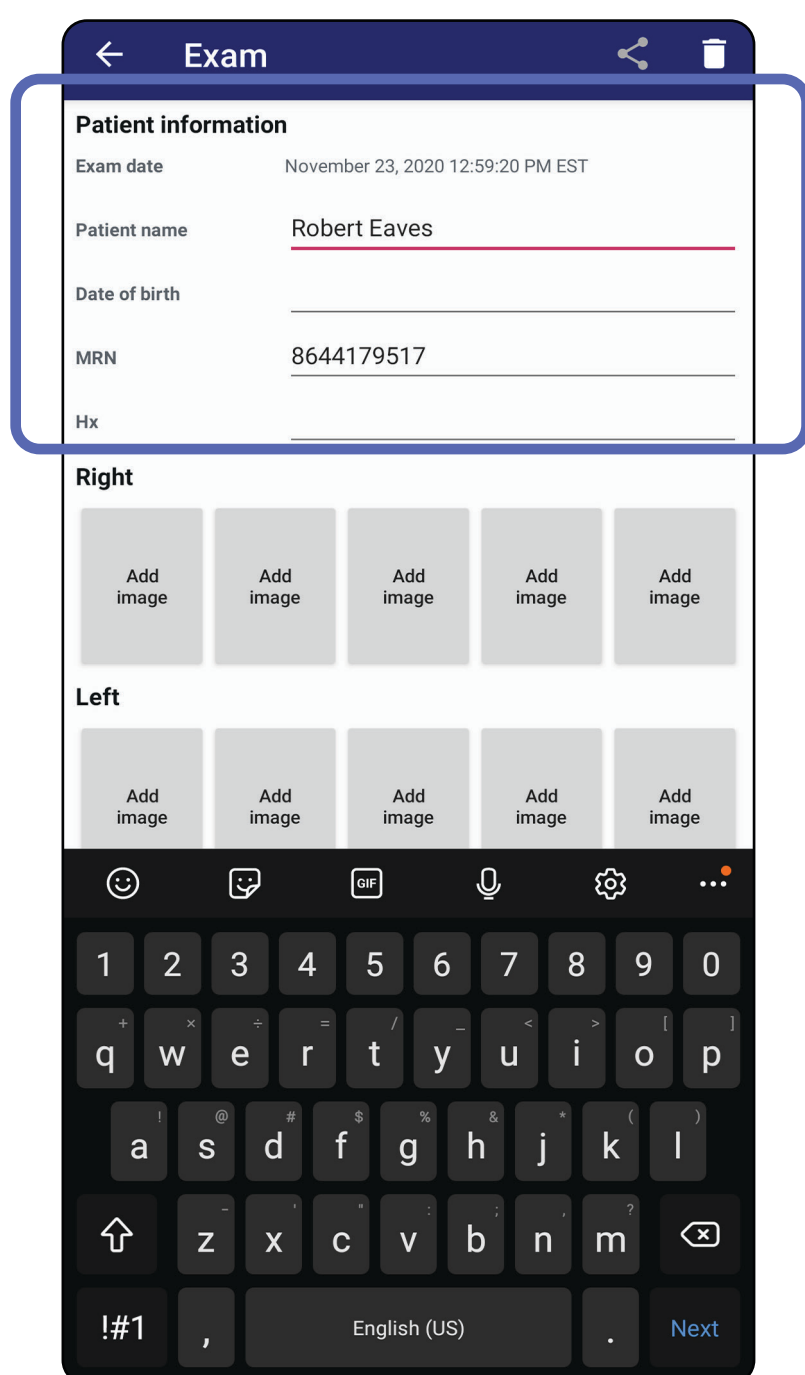 Exam
Patient information
Exam date November 23, 2020 12:59:20 PM EST
Patient name Robert Eaves
Date of birth
MRN 8644179517
Hx
Right
Add image Add image Add image Add image Add image
Left
Add image Add image Add image Add image Add image
GIF
1 2 3 4 5 6 7 8 9 0
+ × ÷ = / _ < > [ ]
q w e r t y u i o p
! @ # $ % & * ( )
a s d f g h j k l
- ' " : ; , ?
z x c v b n m
!#1 , English (US) . Next